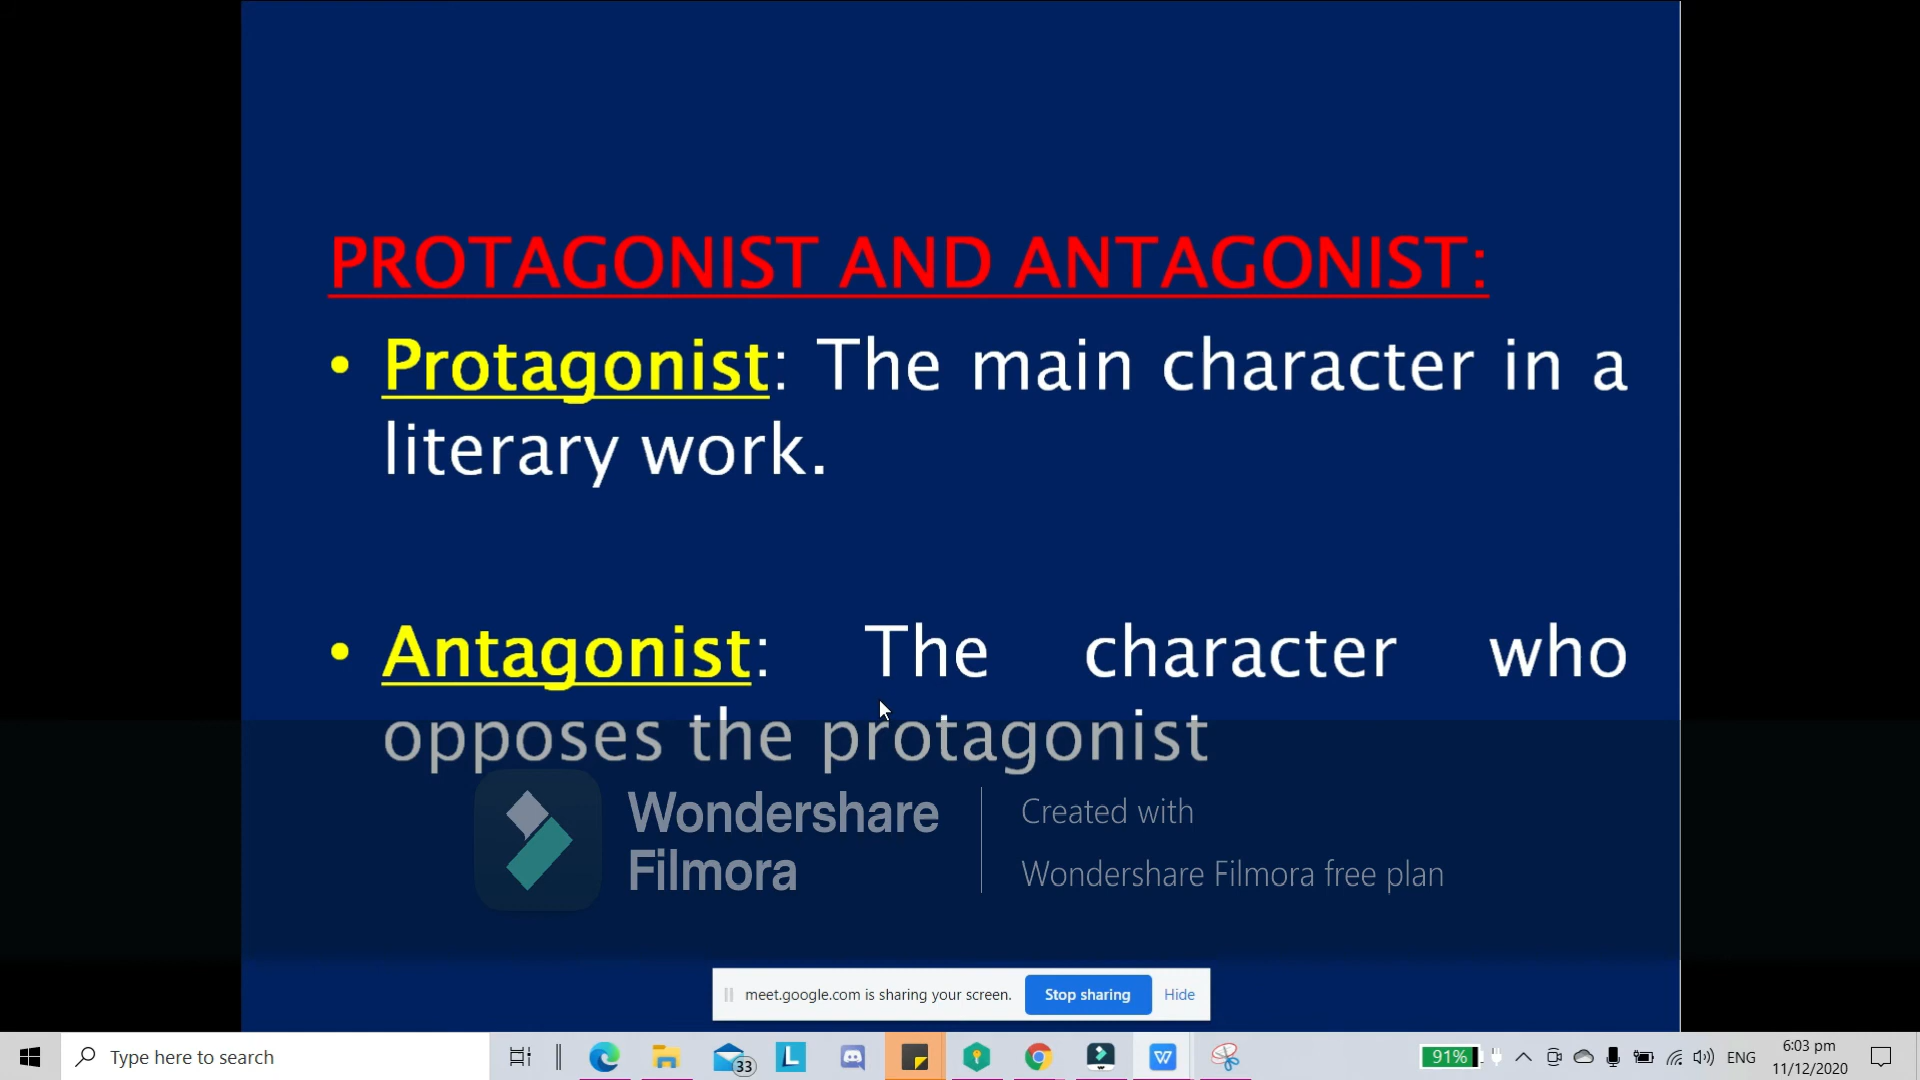 PROTAGONIST AND ANTAGONIST:
• Protagonist: The main character in a
literary work.
• Antagonist: The character who
opposes the protagonist
Wondershare
Filmora
Created with
Wondershare Filmora free plan
meet.google.com is sharing your screen.
Stop sharing
Hide
Type here to search
33
L
W
91%
ENG
6:03 pm
11/12/2020